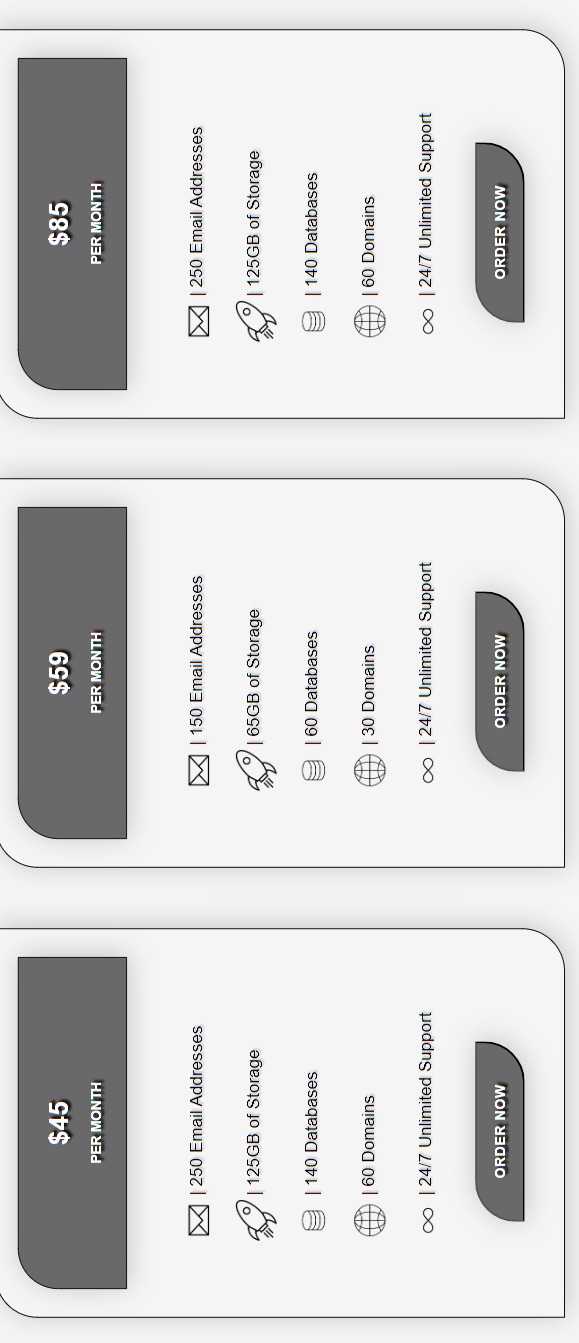 $45
PER MONTH
| 250 Email Addresses
| 125GB of Storage
| 140 Databases
| 60 Domains
| 24/7 Unlimited Support
ORDER NOW
$59
PER MONTH
| 150 Email Addresses
| 65GB of Storage
| 60 Databases
| 30 Domains
| 24/7 Unlimited Support
ORDER NOW
$85
PER MONTH
| 250 Email Addresses
| 125GB of Storage
| 140 Databases
| 60 Domains
| 24/7 Unlimited Support
ORDER NOW